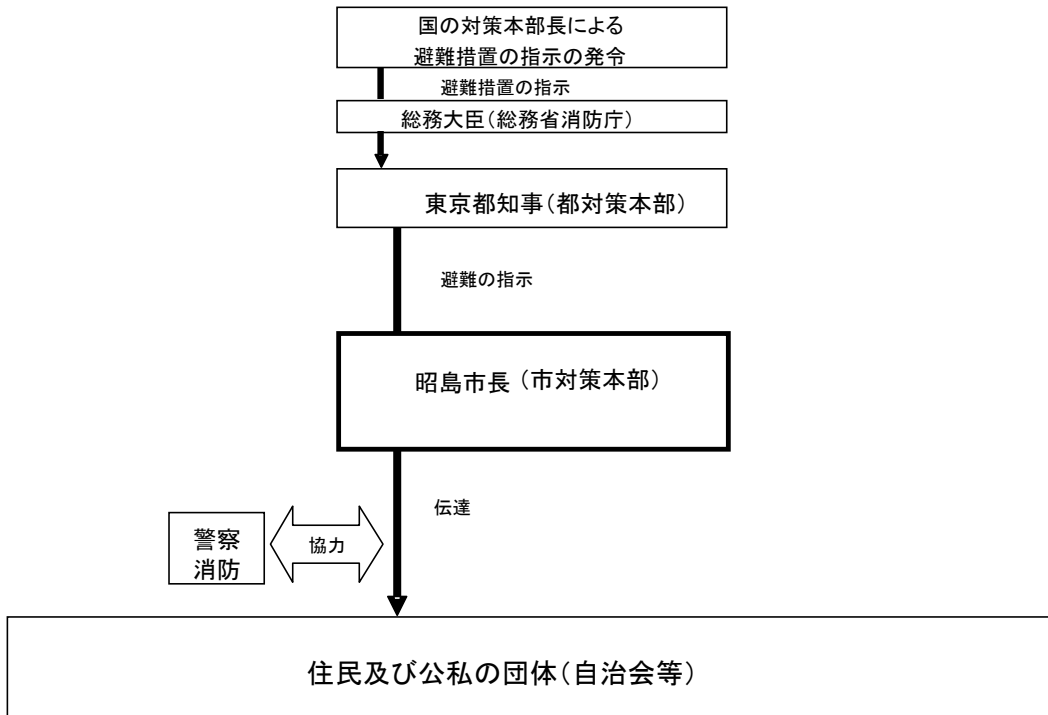 国の対策本部長による
避難措置の指示の発令
避難措置の指示
総務大臣（総務省消防庁）
東京都知事（都対策本部）
避難の指示
昭島市長（市対策本部）
伝達
警察
消防
協力
住民及び公私の団体（自治会等）